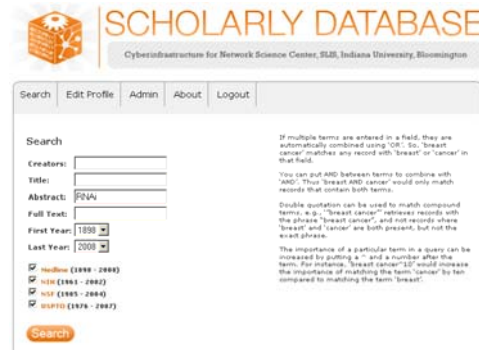 SCHOLARLY DATABASE
Cyberinfrastructure for Network Science Center, SLIS, Indiana University, Bloomington
Search Edit Profile Admin About Logout
Search
Creators:
Title:
Abstract: RNAi
Full Text:
First Year: 1898
Last Year: 2008
Medline (1898 - 2008)
NIH (1961 - 2002)
NSF (1985 - 2004)
USPTO (1976 - 2007)
Search
If multiple terms are entered in a field, they are
automatically combined using 'OR'. So, 'breast
cancer' matches any record with 'breast' or 'cancer' in
that field.
You can put AND between terms to combine with
'AND'. Thus 'breast AND cancer' would only match
records that contain both terms.
Double quotation can be used to match compound
terms, e.g., '"breast cancer"' retrieves records with
the phrase "breast cancer", and not records where
'breast' and 'cancer' are both present, but not the
exact phrase.
The importance of a particular term in a query can be
increased by putting a ^ and a number after the
term. For instance, 'breast cancer^10' would increase
the importance of matching the term 'cancer' by ten
compared to matching the term 'breast'.